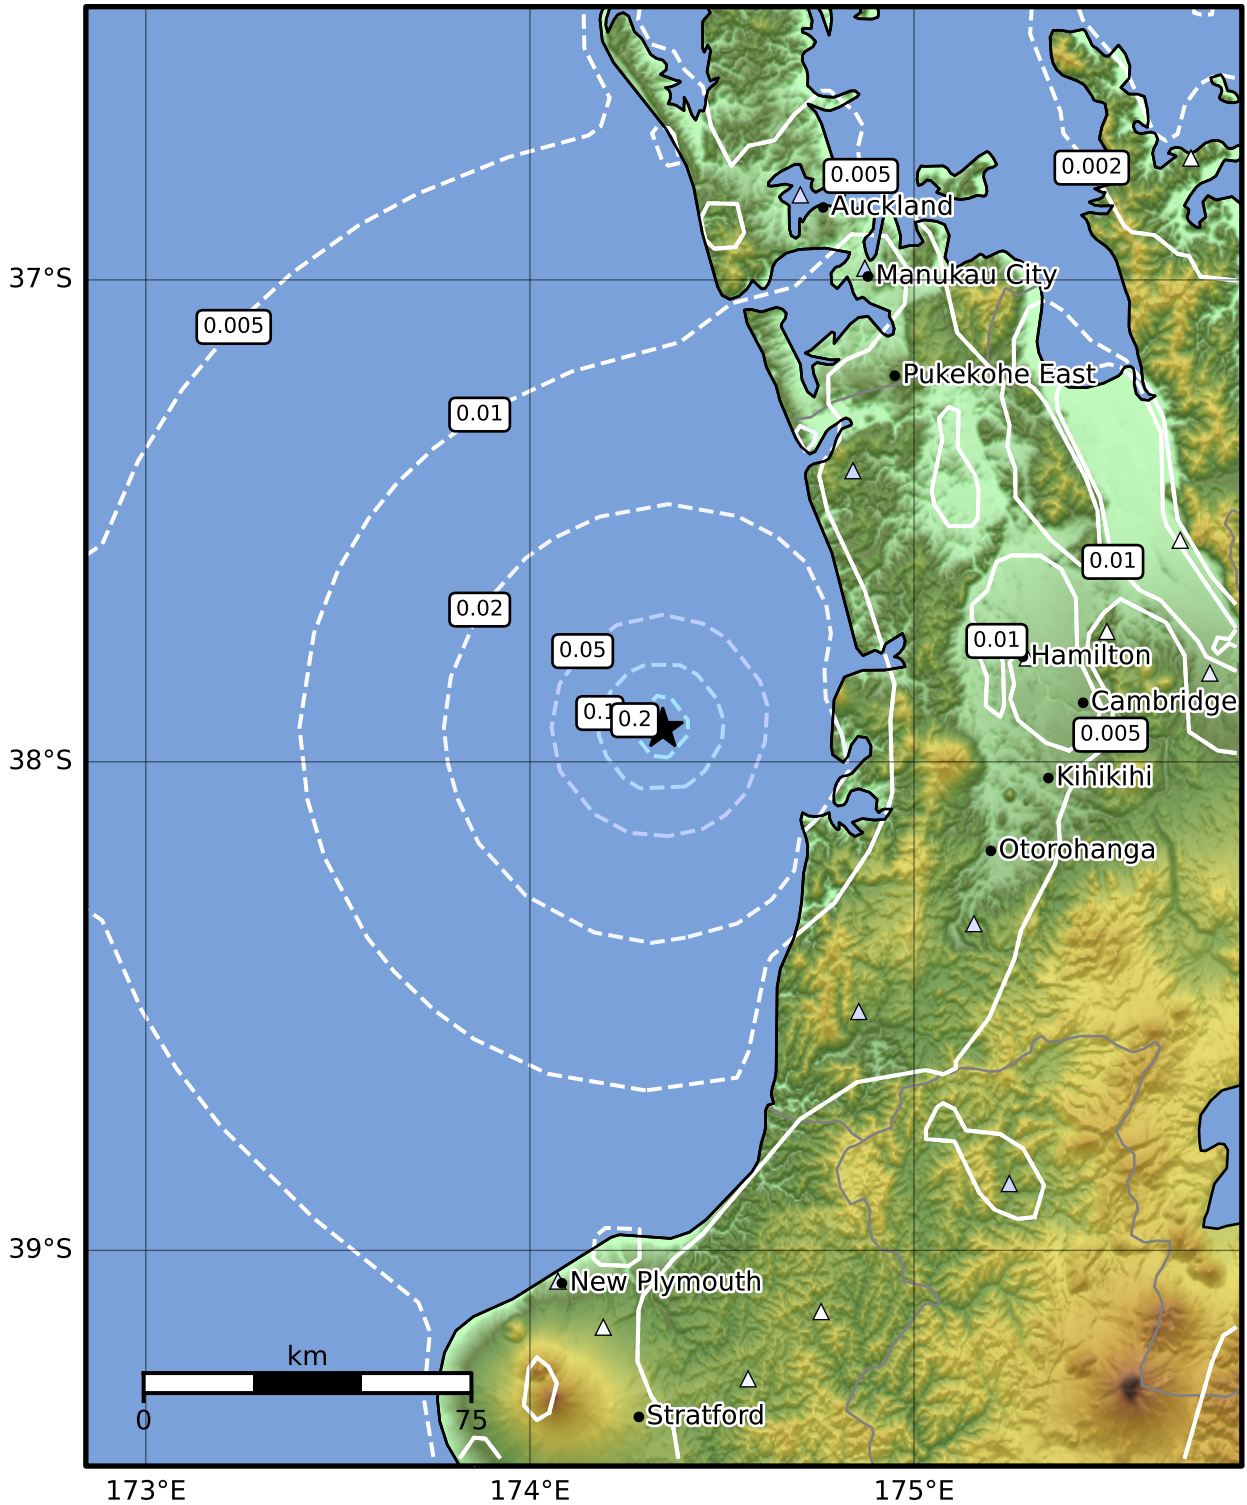 0.005
0.002
Auckland
Manukau City
37°S
0.005
Pukekohe East
0.01
0.01
0.02
0.01
0.05
Hamilton
Cambridge
0.1
0.2
0.005
38°S
Kihikihi
Otorohanga
39°S
New Plymouth
km
0 75
Stratford
173°E 174°E 175°E